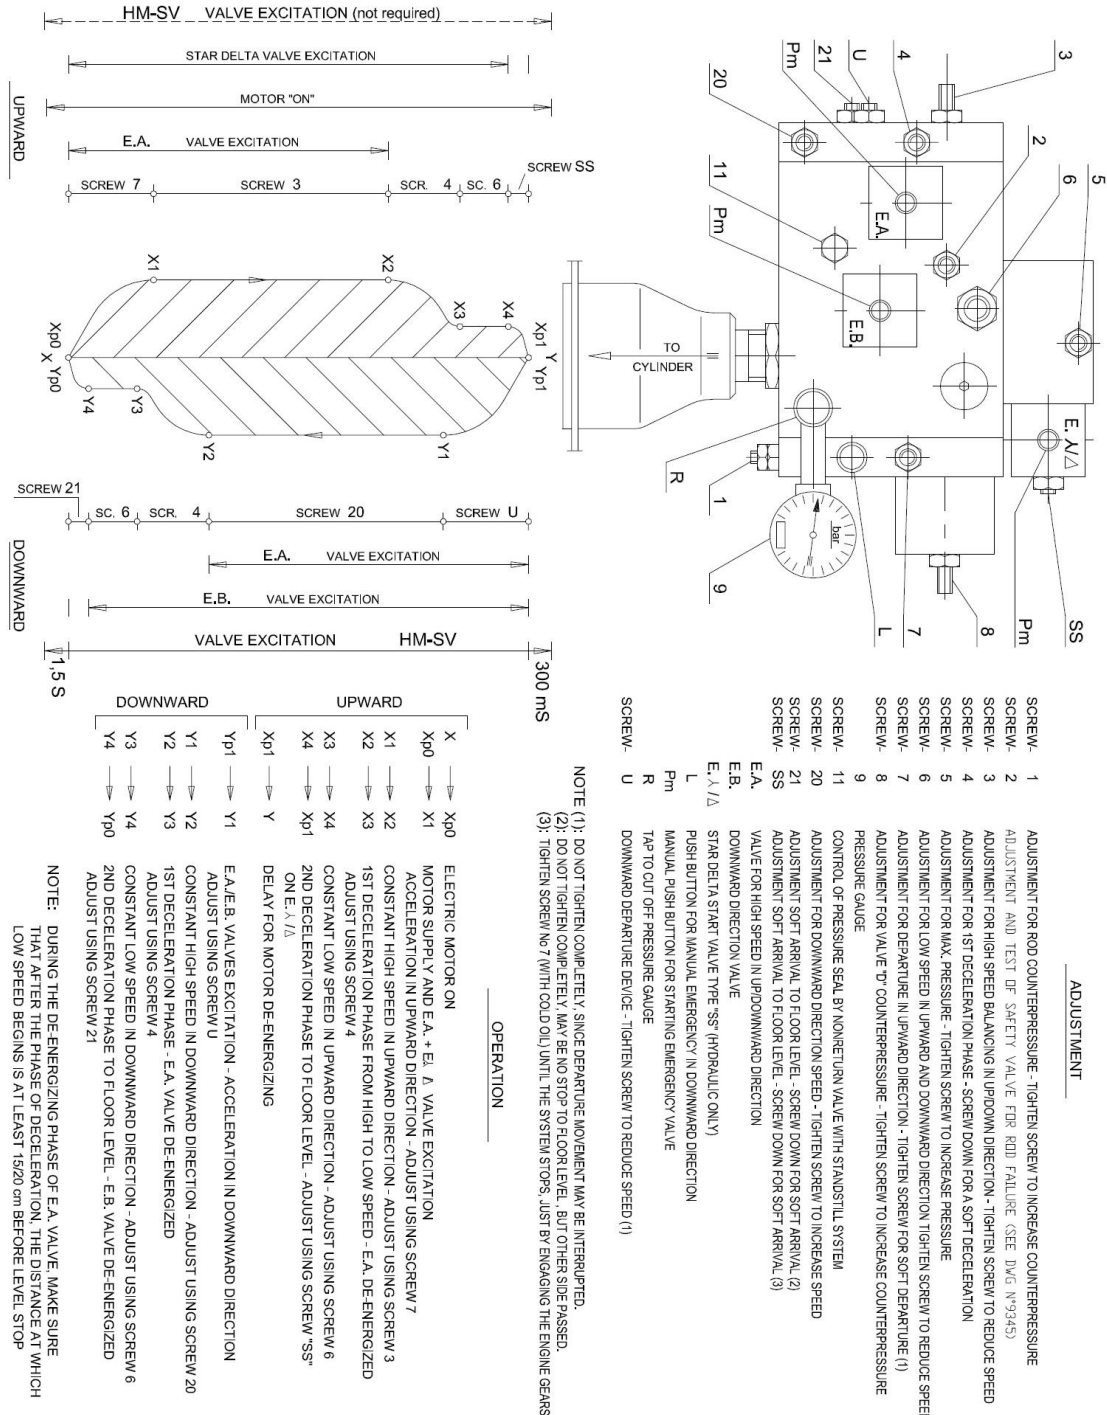 HM-SV VALVE EXCITATION (not required)
STAR DELTA VALVE EXCITATION
MOTOR "ON"
E.A. VALVE EXCITATION
UPWARD
SCREW SS
SCREW 7 SCREW 3 SCR. 4 SC. 6
X1 X2 X3 X4
Xp0 Xp1
X Y
Yp0 Yp1
Y4 Y3 Y2 Y1
SCREW 21
SC. 6 SCR. 4 SCREW 20 SCREW U
DOWNWARD
E.A. VALVE EXCITATION
E.B. VALVE EXCITATION
VALVE EXCITATION HM-SV
1,5 S 300 mS
3
4
U
21
Pm
20
11
Pm
2
6
5
E.A.
E.B.
E. ⅄/△
TO
CYLINDER
R
1
bar
9
L
7
8
Pm
SS
ADJUSTMENT
SCREW- 1 ADJUSTMENT FOR ROD COUNTERPRESSURE - TIGHTEN SCREW TO INCREASE COUNTERPRESSURE
SCREW- 2 ADJUSTMENT AND TEST OF SAFETY VALVE FOR ROD FAILURE (SEE DWG N°9345)
SCREW- 3 ADJUSTMENT FOR HIGH SPEED BALANCING IN UP/DOWN DIRECTION - TIGHTEN SCREW TO REDUCE SPEED
SCREW- 4 ADJUSTMENT FOR 1ST DECELERATION PHASE - SCREW DOWN FOR A SOFT DECELERATION
SCREW- 5 ADJUSTMENT FOR MAX. PRESSURE - TIGHTEN SCREW TO INCREASE PRESSURE
SCREW- 6 ADJUSTMENT FOR LOW SPEED IN UPWARD AND DOWNWARD DIRECTION TIGHTEN SCREW TO REDUCE SPEED
SCREW- 7 ADJUSTMENT FOR DEPARTURE IN UPWARD DIRECTION - TIGHTEN SCREW FOR SOFT DEPARTURE (1)
SCREW- 8 ADJUSTMENT FOR VALVE "D" COUNTERPRESSURE - TIGHTEN SCREW TO INCREASE COUNTERPRESSURE
9 PRESSURE GAUGE
SCREW- 11 CONTROL OF PRESSURE SEAL BY NONRETURN VALVE WITH STANDSTILL SYSTEM
SCREW- 20 ADJUSTMENT FOR DOWNWARD DIRECTION SPEED - TIGHTEN SCREW TO INCREASE SPEED
SCREW- 21 ADJUSTMENT SOFT ARRIVAL TO FLOOR LEVEL - SCREW DOWN FOR SOFT ARRIVAL (2)
SCREW- SS ADJUSTMENT SOFT ARRIVAL TO FLOOR LEVEL - SCREW DOWN FOR SOFT ARRIVAL (3)
E.A. VALVE FOR HIGH SPEED IN UP/DOWNWARD DIRECTION
E.B. DOWNWARD DIRECTION VALVE
E. ⅄/△ STAR DELTA START VALVE TYPE "SS" (HYDRAULIC ONLY)
L PUSH BUTTON FOR MANUAL EMERGENCY IN DOWNWARD DIRECTION
Pm MANUAL PUSH BUTTON FOR STARTING EMERGENCY VALVE
R TAP TO CUT OFF PRESSURE GAUGE
SCREW- U DOWNWARD DEPARTURE DEVICE - TIGHTEN SCREW TO REDUCE SPEED (1)
NOTE (1): DO NOT TIGHTEN COMPLETELY, SINCE DEPARTURE MOVEMENT MAY BE INTERRUPTED.
(2): DO NOT TIGHTEN COMPLETELY, MAY BE NO STOP TO FLOOR LEVEL, BUT OTHER SIDE PASSED.
(3): TIGHTEN SCREW No.7 (WITH COLD OIL) UNTIL THE SYSTEM STOPS, JUST BY ENGAGING THE ENGINE GEARS
OPERATION
UPWARD
X → Xp0 ELECTRIC MOTOR ON
Xp0 → X1 MOTOR SUPPLY AND E.A. + E⅄ △ VALVE EXCITATION
ACCELERATION IN UPWARD DIRECTION - ADJUST USING SCREW 7
X1 → X2 CONSTANT HIGH SPEED IN UPWARD DIRECTION - ADJUST USING SCREW 3
X2 → X3 1ST DECELERATION PHASE FROM HIGH TO LOW SPEED - E.A. DE-ENERGIZED
ADJUST USING SCREW 4
X3 → X4 CONSTANT LOW SPEED IN UPWARD DIRECTION - ADJUST USING SCREW 6
X4 → Xp1 2ND DECELERATION PHASE TO FLOOR LEVEL - ADJUST USING SCREW "SS"
ON E. ⅄/△
Xp1 → Y DELAY FOR MOTOR DE-ENERGIZING
DOWNWARD
Yp1 → Y1 E.A./E.B. VALVES EXCITATION - ACCELERATION IN DOWNWARD DIRECTION
ADJUST USING SCREW U
Y1 → Y2 CONSTANT HIGH SPEED IN DOWNWARD DIRECTION - ADJUST USING SCREW 20
Y2 → Y3 1ST DECELERATION PHASE - E.A. VALVE DE-ENERGIZED
ADJUST USING SCREW 4
Y3 → Y4 CONSTANT LOW SPEED IN DOWNWARD DIRECTION - ADJUST USING SCREW 6
Y4 → Yp0 2ND DECELERATION PHASE TO FLOOR LEVEL - E.B. VALVE DE-ENERGIZED
ADJUST USING SCREW 21
NOTE: DURING THE DE-ENERGIZING PHASE OF E.A. VALVE, MAKE SURE
THAT AFTER THE PHASE OF DECELERATION, THE DISTANCE AT WHICH
LOW SPEED BEGINS IS AT LEAST 15/20 cm BEFORE LEVEL STOP